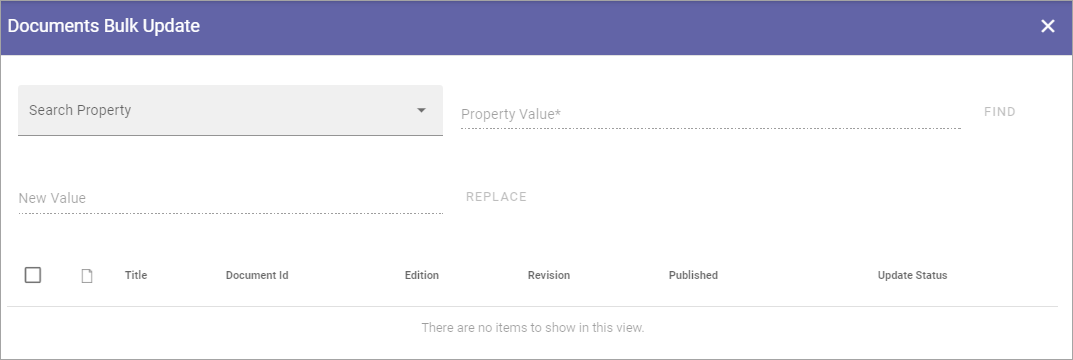 Documents Bulk Update
Search Property
Property Value*
FIND
New Value
REPLACE
Title Document Id Edition Revision Published Update Status
There are no items to show in this view.